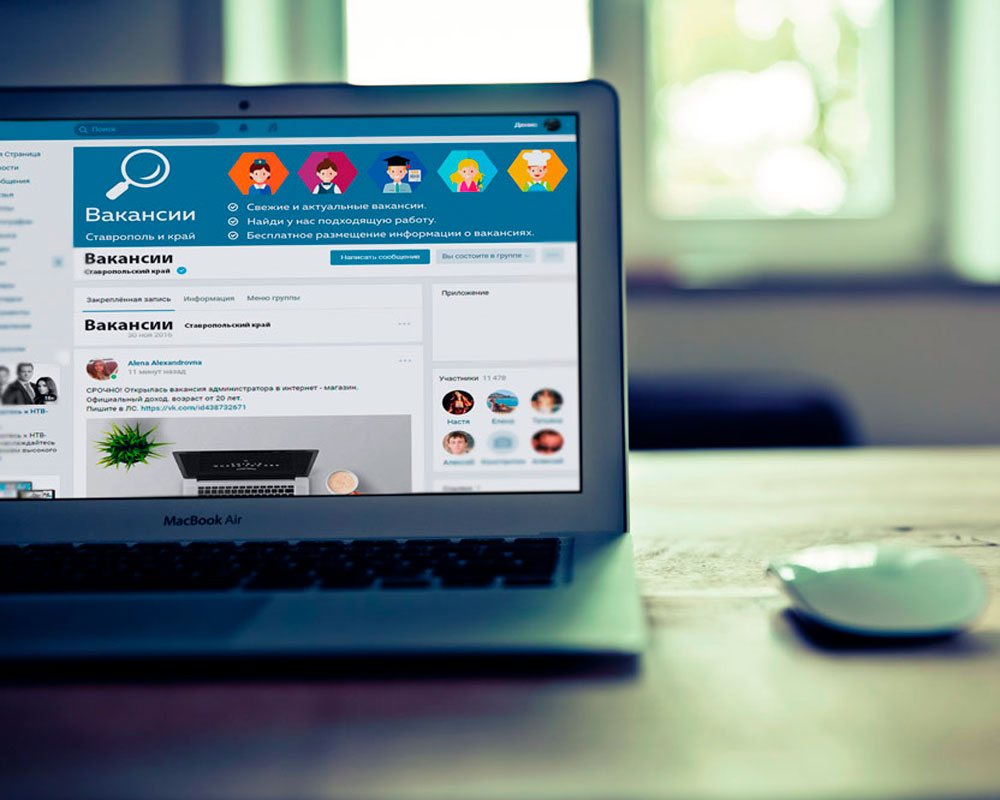 Поиск
Денис
я Страница
Вакансии
Ставрополь и край
Свежие и актуальные вакансии.
Найди у нас подходящую работу.
Бесплатное размещение информации о вакансиях.
Вакансии
Ставропольский край
Написать сообщение
Вы состоите в группе
Закреплённая запись
Информация
Меню группы
Вакансии
Ставропольский край
30 ноя 2016
Alena Alexandrovna
11 минут назад
СРОЧНО! Открылась вакансия администратора в интернет - магазин.
Официальный доход. возраст от 20 лет.
Пишите в ЛС. https://vk.com/id438732671
Приложение
Участники 11 478
Настя
Елена
Татьяна
Алексей
Константин
Алексей
MacBook Air